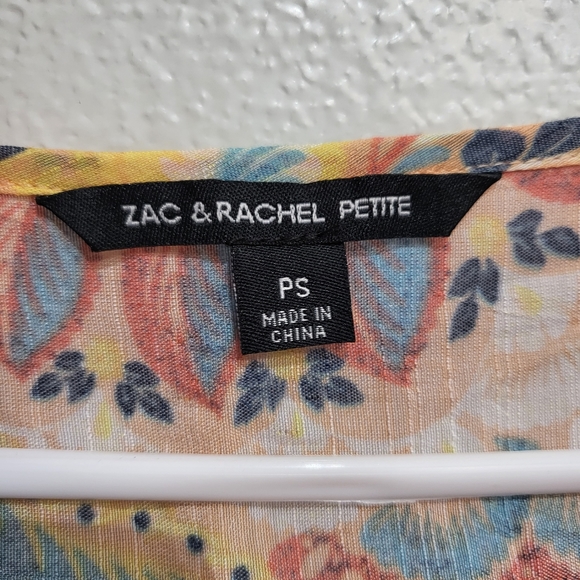 ZAC & RACHEL PETITE
PS
MADE IN
CHINA